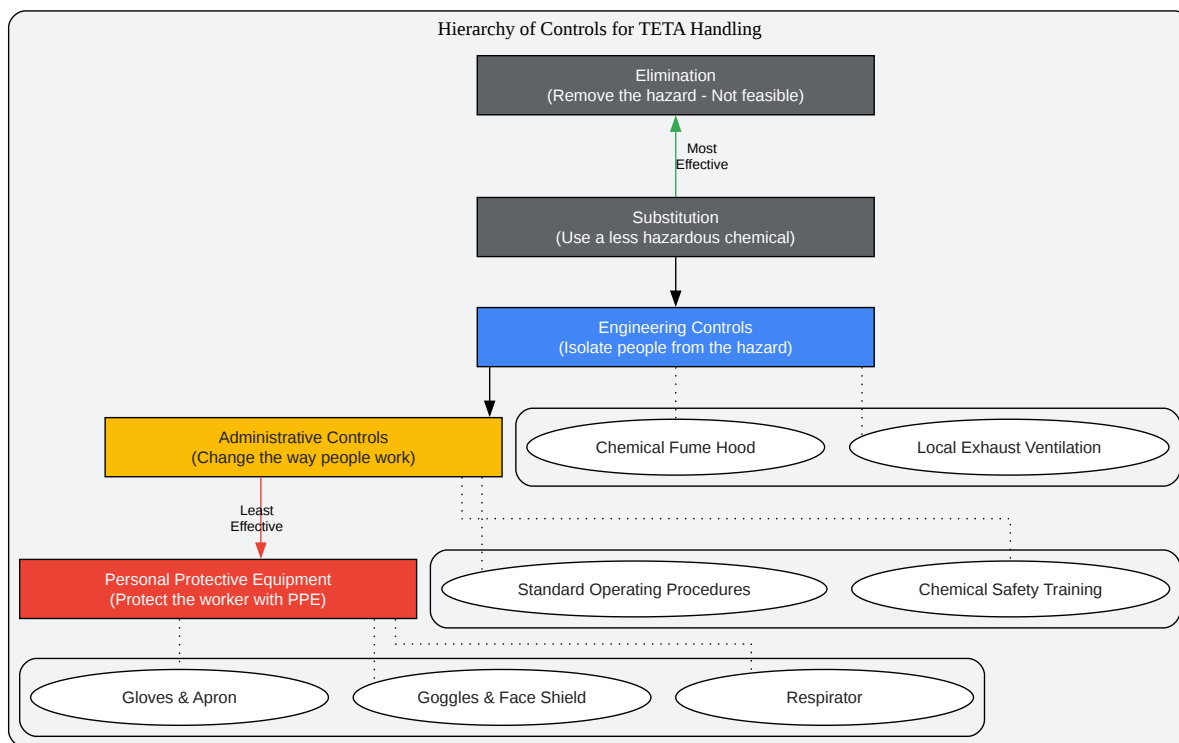 Hierarchy of Controls for TETA Handling
Elimination
(Remove the hazard - Not feasible)
Most
Effective
Substitution
(Use a less hazardous chemical)
Engineering Controls
(Isolate people from the hazard)
Administrative Controls
(Change the way people work)
Chemical Fume Hood
Local Exhaust Ventilation
Least
Effective
Personal Protective Equipment
(Protect the worker with PPE)
Standard Operating Procedures
Chemical Safety Training
Gloves & Apron
Goggles & Face Shield
Respirator